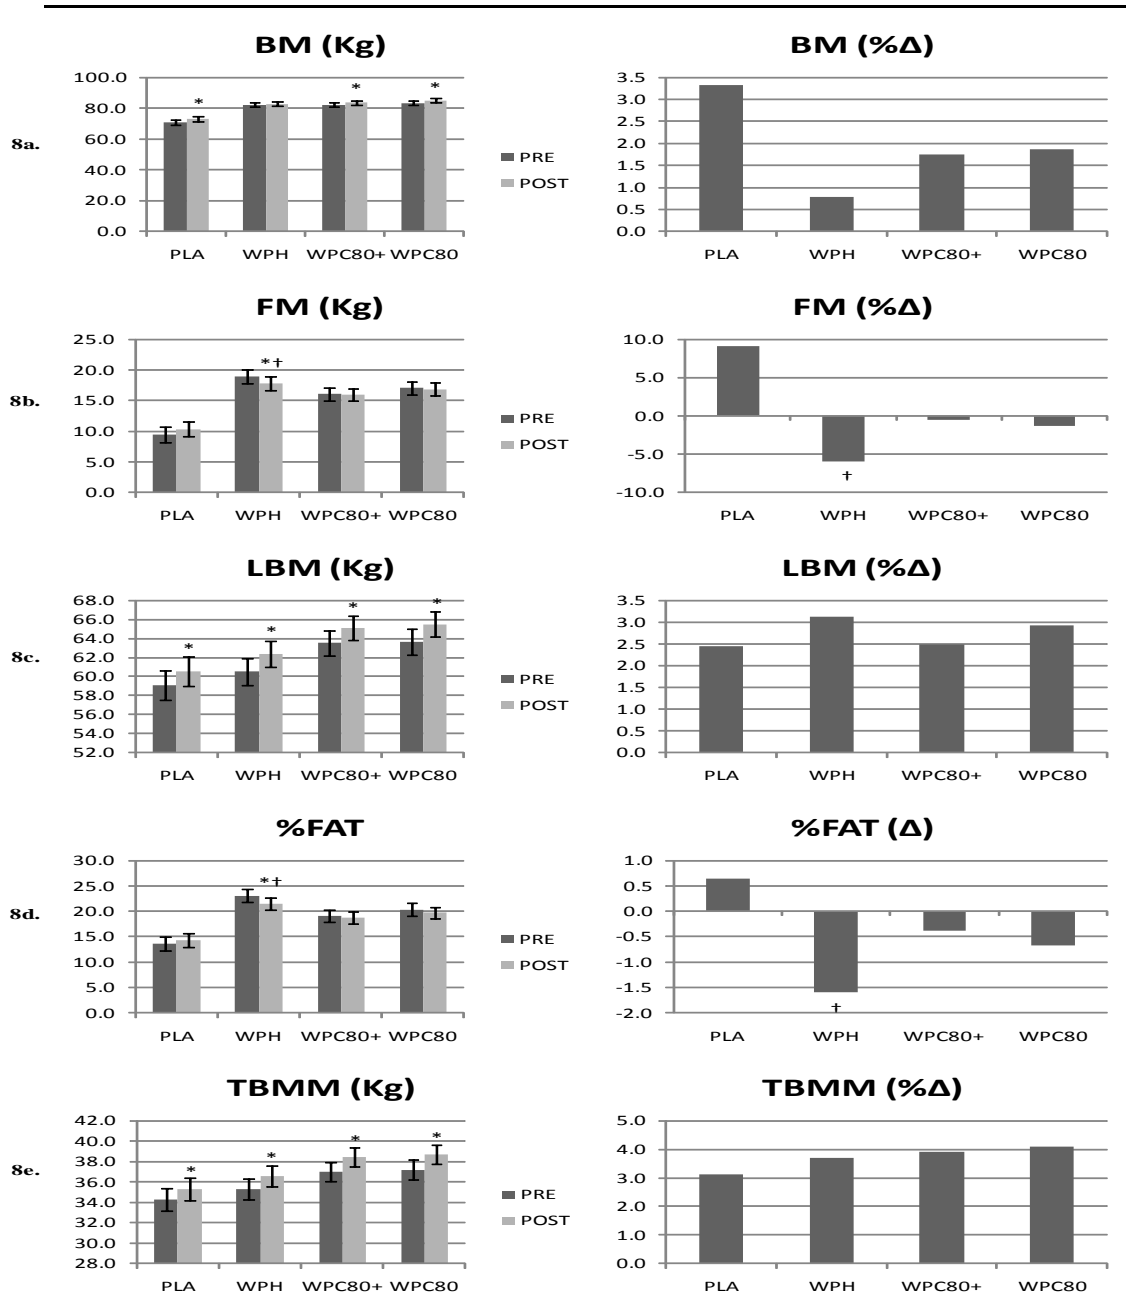 8a.
BM (Kg)
100.0
80.0
60.0
40.0
20.0
0.0
* * *
PLA WPH WPC80+ WPC80
PRE
POST
BM (%Δ)
3.5
3.0
2.5
2.0
1.5
1.0
0.5
0.0
PLA WPH WPC80+ WPC80
8b.
FM (Kg)
25.0
20.0
15.0
10.0
5.0
0.0
*†
PLA WPH WPC80+ WPC80
PRE
POST
FM (%Δ)
10.0
5.0
0.0
-5.0
-10.0
†
PLA WPH WPC80+ WPC80
8c.
LBM (Kg)
68.0
66.0
64.0
62.0
60.0
58.0
56.0
54.0
52.0
* * * *
PLA WPH WPC80+ WPC80
PRE
POST
LBM (%Δ)
3.5
3.0
2.5
2.0
1.5
1.0
0.5
0.0
PLA WPH WPC80+ WPC80
8d.
%FAT
30.0
25.0
20.0
15.0
10.0
5.0
0.0
*†
PLA WPH WPC80+ WPC80
PRE
POST
%FAT (Δ)
1.0
0.5
0.0
-0.5
-1.0
-1.5
-2.0
†
PLA WPH WPC80+ WPC80
8e.
TBMM (Kg)
42.0
40.0
38.0
36.0
34.0
32.0
30.0
28.0
* * * *
PLA WPH WPC80+ WPC80
PRE
POST
TBMM (%Δ)
5.0
4.0
3.0
2.0
1.0
0.0
PLA WPH WPC80+ WPC80